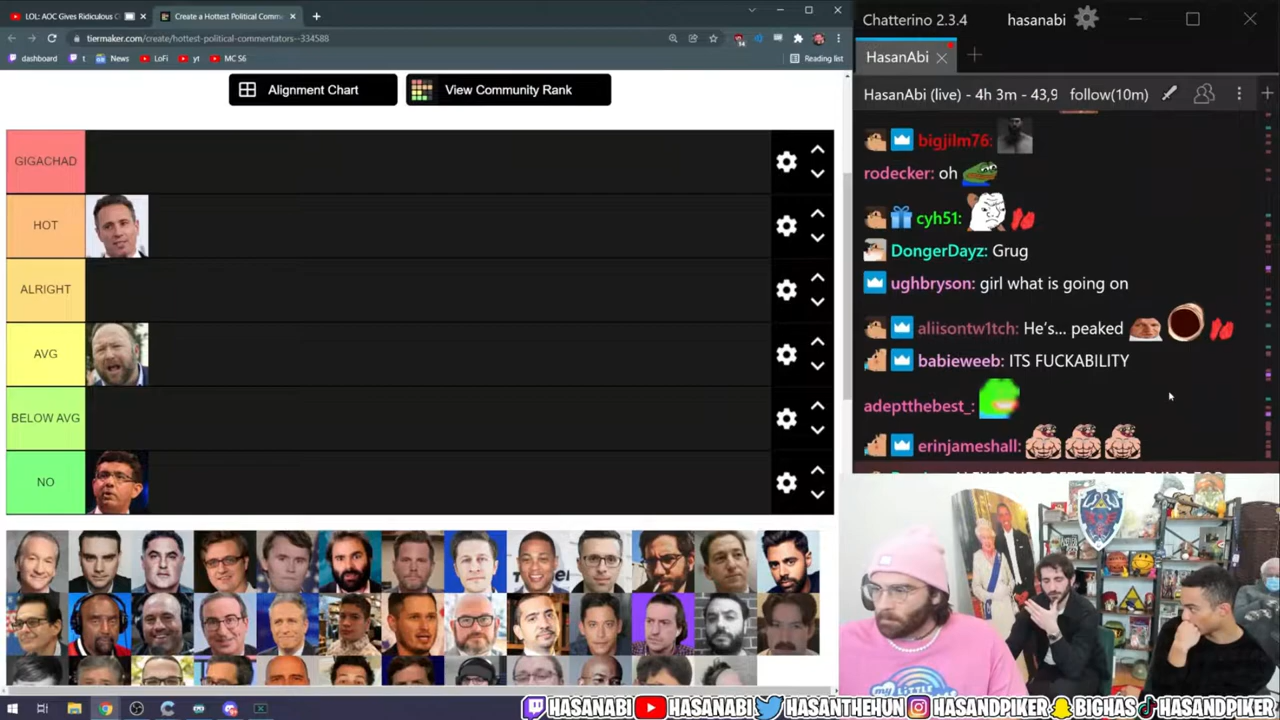 LOL: AOC Gives Ridiculous C
Create a Hottest Political Comm
tiermaker.com/create/hottest-political-commentators--334588
dashboard
t
News
LoFi
yt
MC S6
Reading list
Alignment Chart
View Community Rank
GIGACHAD
HOT
ALRIGHT
AVG
BELOW AVG
NO
Chatterino 2.3.4
hasanabi
HasanAbi
HasanAbi (live) - 4h 3m - 43,9
follow(10m)
bigjilm76:
rodecker: oh
cyh51:
DongerDayz: Grug
ughbryson: girl what is going on
aliisontw1tch: He's... peaked
babieweeb: ITS FUCKABILITY
adeptthebest_:
erinjameshall:
HASANABI
HASANABI
HASANTHEHUN
HASANDPIKER
BIGHAS
HASANDPIKER